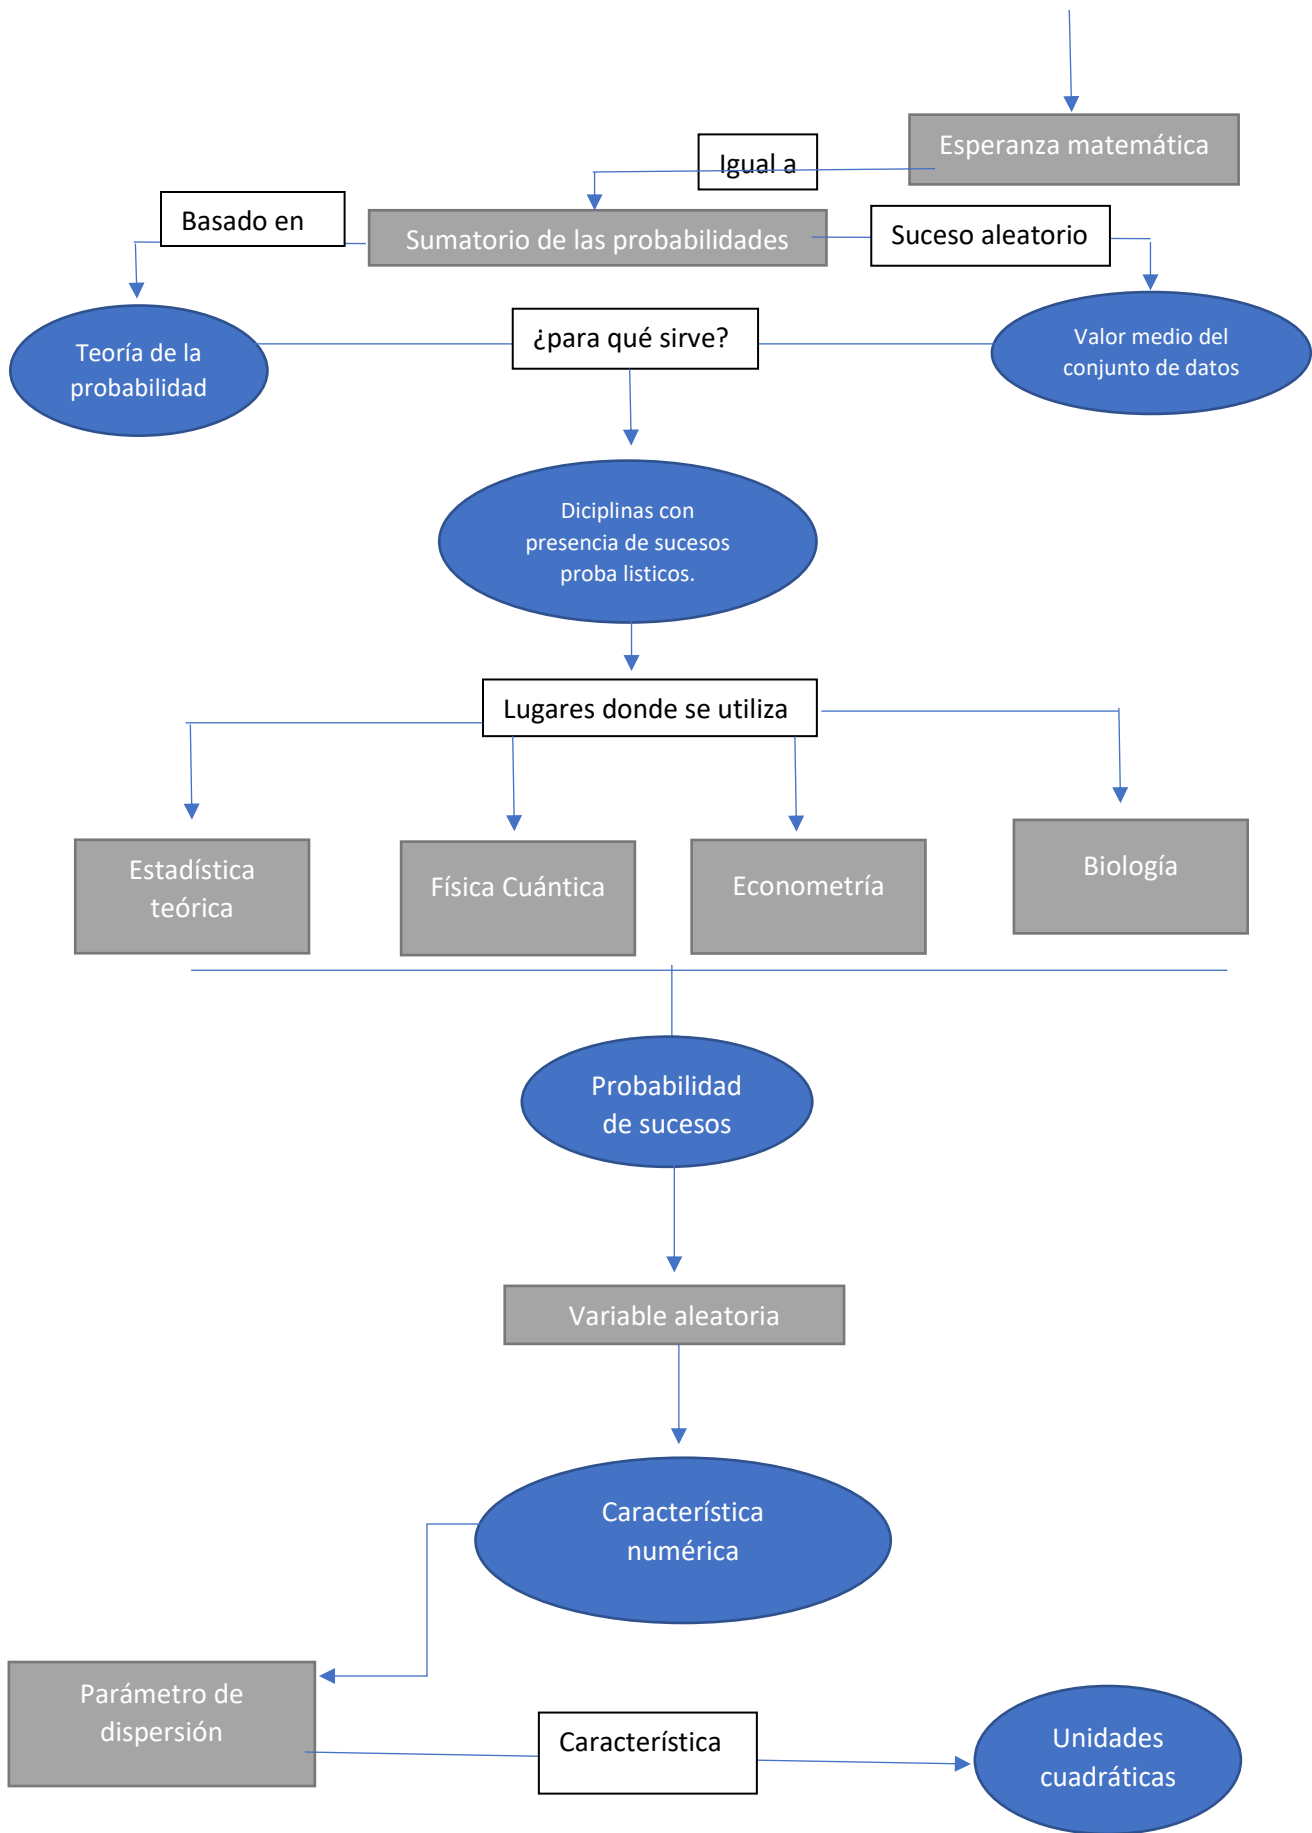 Esperanza matemática
Igual a
Basado en
Sumatorio de las probabilidades
Suceso aleatorio
Teoría de la
probabilidad
¿para qué sirve?
Valor medio del
conjunto de datos
Diciplinas con
presencia de sucesos
proba listicos.
Lugares donde se utiliza
Estadística
teórica
Física Cuántica
Econometría
Biología
Probabilidad
de sucesos
Variable aleatoria
Característica
numérica
Parámetro de
dispersión
Característica
Unidades
cuadráticas